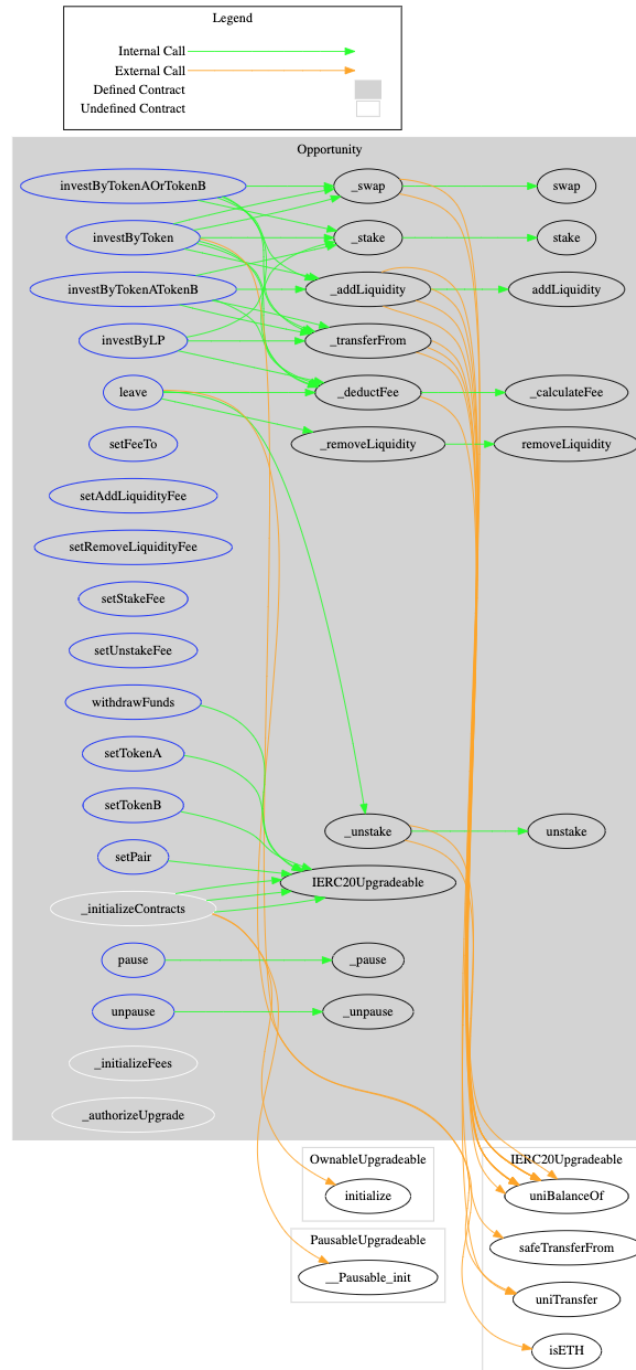 Legend
Internal Call
External Call
Defined Contract
Undefined Contract
Opportunity
investByTokenAOrTokenB
_swap
swap
investByToken
_stake
stake
investByTokenATokenB
_addLiquidity
addLiquidity
investByLP
_transferFrom
leave
_deductFee
_calculateFee
setFeeTo
_removeLiquidity
removeLiquidity
setAddLiquidityFee
setRemoveLiquidityFee
setStakeFee
setUnstakeFee
withdrawFunds
setTokenA
setTokenB
_unstake
unstake
setPair
IERC20Upgradeable
_initializeContracts
pause
_pause
unpause
_unpause
_initializeFees
_authorizeUpgrade
OwnableUpgradeable
IERC20Upgradeable
initialize
uniBalanceOf
PausableUpgradeable
safeTransferFrom
__Pausable_init
uniTransfer
isETH